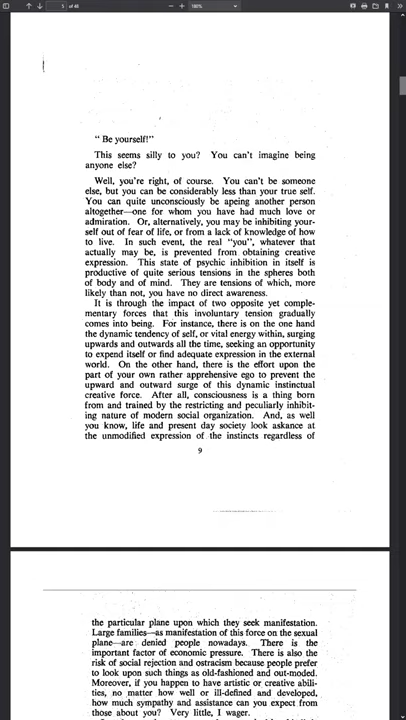 5 of 48
100%
" Be yourself!"
This seems silly to you? You can't imagine being
anyone else?
Well, you're right, of course. You can't be someone
else, but you can be considerably less than your true self.
You can quite unconsciously be apeing another person
altogether—one for whom you have had much love or
admiration. Or, alternatively, you may be inhibiting your-
self out of fear of life, or from a lack of knowledge of how
to live. In such event, the real "you", whatever that
actually may be, is prevented from obtaining creative
expression. This state of psychic inhibition in itself is
productive of quite serious tensions in the spheres both
of body and of mind. They are tensions of which, more
likely than not, you have no direct awareness.
It is through the impact of two opposite yet comple-
mentary forces that this involuntary tension gradually
comes into being. For instance, there is on the one hand
the dynamic tendency of self, or vital energy within, surging
upwards and outwards all the time, seeking an opportunity
to expend itself or find adequate expression in the external
world. On the other hand, there is the effort upon the
part of your own rather apprehensive ego to prevent the
upward and outward surge of this dynamic instinctual
creative force. After all, consciousness is a thing born
from and trained by the restricting and peculiarly inhibit-
ing nature of modern social organization. And, as well
you know, life and present day society look askance at
the unmodified expression of the instincts regardless of
9
the particular plane upon which they seek manifestation.
Large families—as manifestation of this force on the sexual
plane—are denied people nowadays. There is the
important factor of economic pressure. There is also the
risk of social rejection and ostracism because people prefer
to look upon such things as old-fashioned and out-moded.
Moreover, if you happen to have artistic or creative abili-
ties, no matter how well or ill-defined and developed,
how much sympathy and assistance can you expect from
those about you? Very little, I wager.